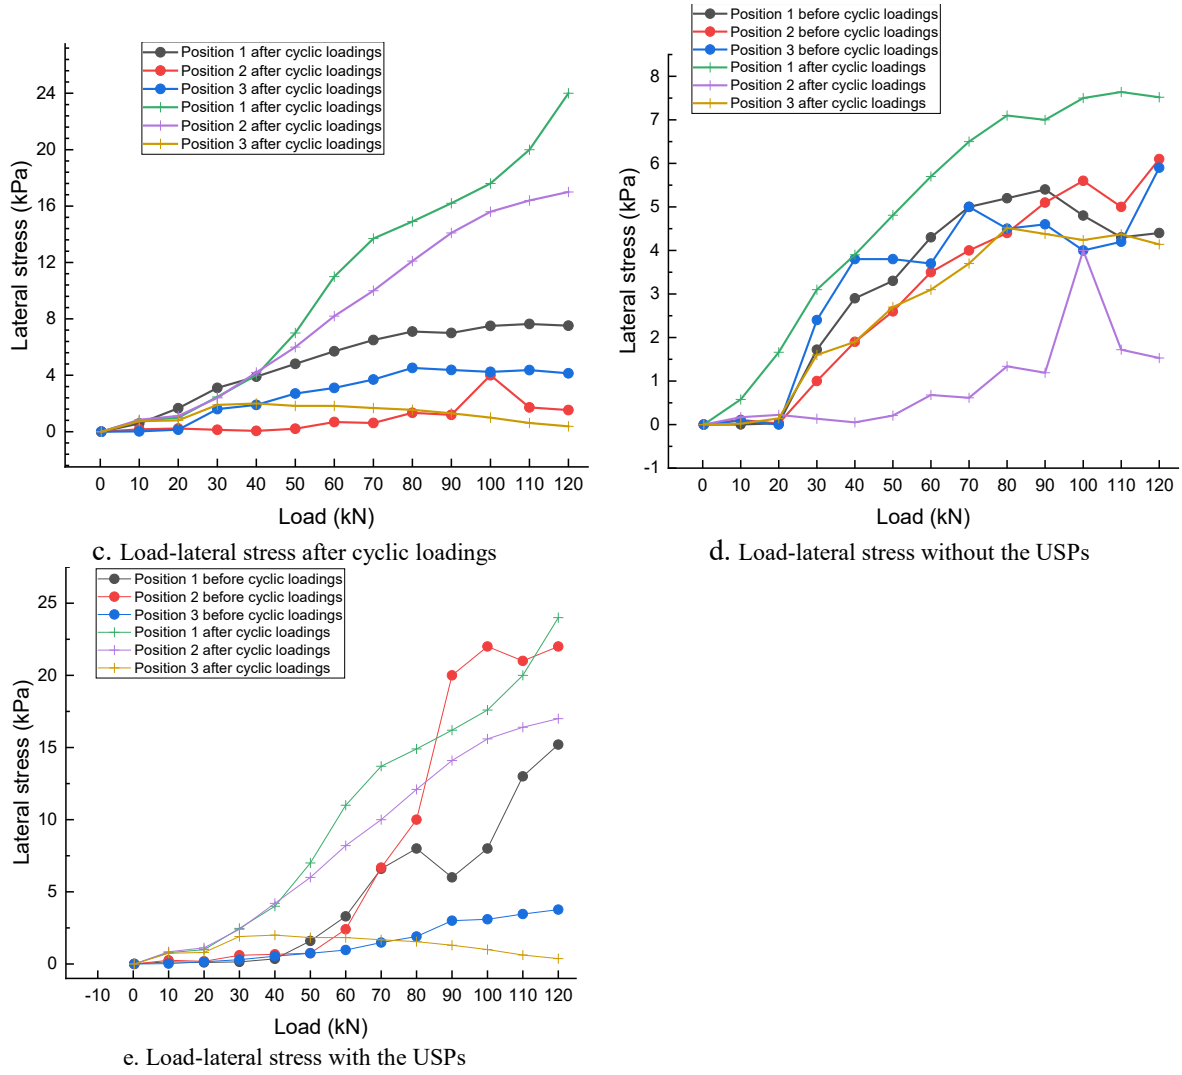 Position 1 after cyclic loadings
Position 2 after cyclic loadings
Position 3 after cyclic loadings
Position 1 after cyclic loadings
Position 2 after cyclic loadings
Position 3 after cyclic loadings
24
20
16
12
8
4
0
Lateral stress (kPa)
0 10 20 30 40 50 60 70 80 90 100 110 120
Load (kN)
c. Load-lateral stress after cyclic loadings
Position 1 before cyclic loadings
Position 2 before cyclic loadings
Position 3 before cyclic loadings
Position 1 after cyclic loadings
Position 2 after cyclic loadings
Position 3 after cyclic loadings
8
7
6
5
4
3
2
1
0
-1
Lateral stress (kPa)
0 10 20 30 40 50 60 70 80 90 100 110 120
Load (kN)
d. Load-lateral stress without the USPs
Position 1 before cyclic loadings
Position 2 before cyclic loadings
Position 3 before cyclic loadings
Position 1 after cyclic loadings
Position 2 after cyclic loadings
Position 3 after cyclic loadings
25
20
15
10
5
0
Lateral stress (kPa)
-10 0 10 20 30 40 50 60 70 80 90 100 110 120
Load (kN)
e. Load-lateral stress with the USPs